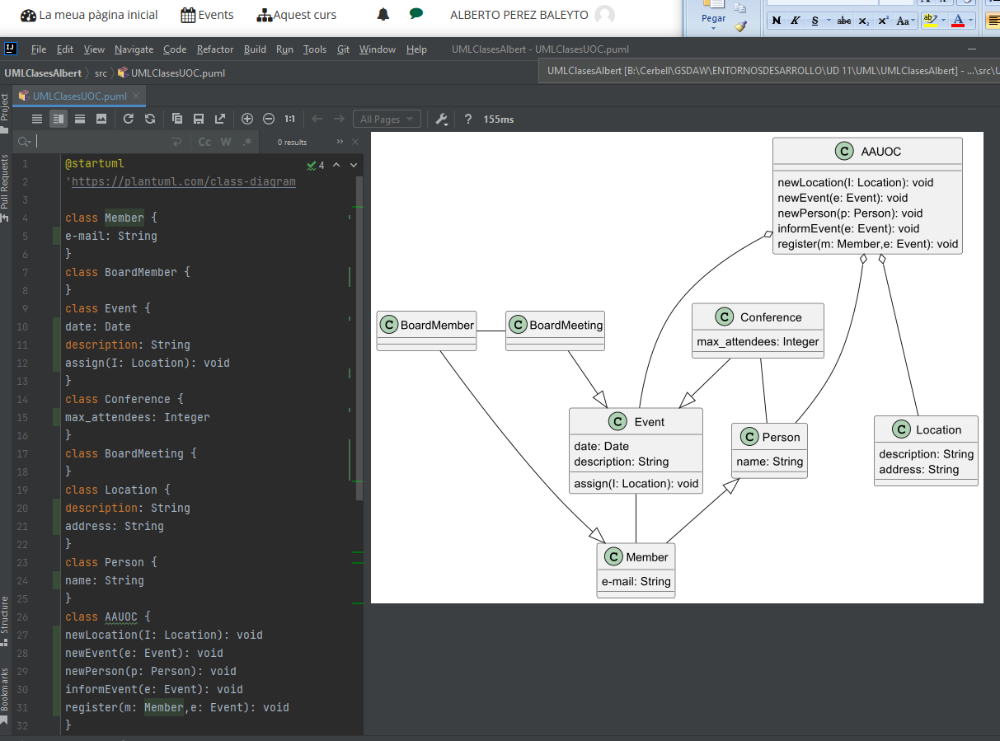 La meua pàgina inicial
Events
Aquest curs
ALBERTO PEREZ BALEYTO
Pegar
N K S abc x₂ x² Aa ab A
File Edit View Navigate Code Refactor Build Run Tools Git Window Help
UMLClasesAlbert - UMLClasesUOC.puml
UMLClasesAlbert
src
UMLClasesUOC.puml
UMLClasesAlbert [B:\Cerbell\GSDAW\ENTORNOSDESARROLLO\UD 11\UML\UMLClasesAlbert] - ...\src\U
UMLClasesUOC.puml
All Pages
1:1
?
155ms
Cc W .*
0 results
Project
Pull Requests
Structure
Bookmarks
4
1 @startuml
2 'https://plantuml.com/class-diagram
3
4 class Member {
5 e-mail: String
6 }
7 class BoardMember {
8 }
9 class Event {
10 date: Date
11 description: String
12 assign(I: Location): void
13 }
14 class Conference {
15 max_attendees: Integer
16 }
17 class BoardMeeting {
18 }
19 class Location {
20 description: String
21 address: String
22 }
23 class Person {
24 name: String
25 }
26 class AAUOC {
27 newLocation(I: Location): void
28 newEvent(e: Event): void
29 newPerson(p: Person): void
30 informEvent(e: Event): void
31 register(m: Member,e: Event): void
32 }
C AAUOC
newLocation(I: Location): void
newEvent(e: Event): void
newPerson(p: Person): void
informEvent(e: Event): void
register(m: Member,e: Event): void
C BoardMember
C BoardMeeting
C Conference
max_attendees: Integer
C Event
date: Date
description: String
assign(I: Location): void
C Person
name: String
C Location
description: String
address: String
C Member
e-mail: String